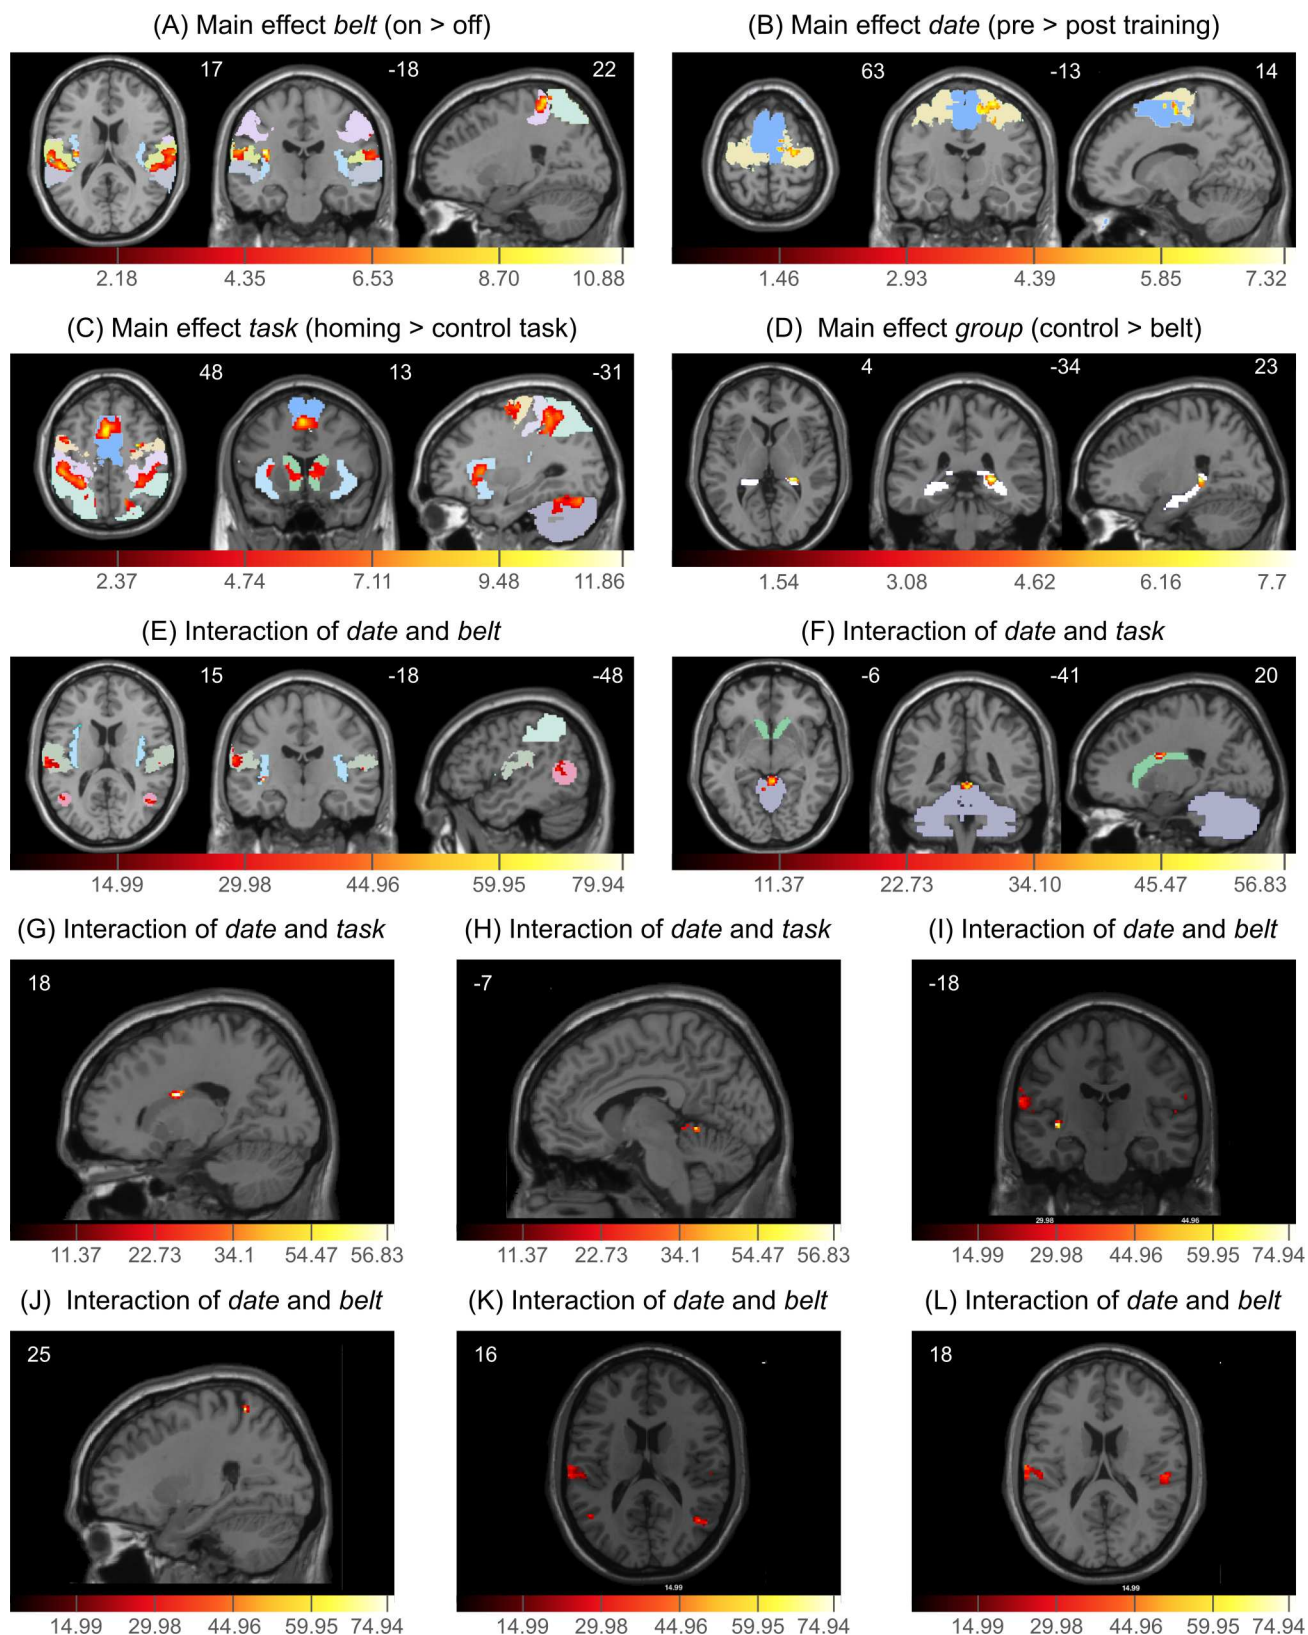 (A) Main effect belt (on > off)
(B) Main effect date (pre > post training)
17 -18 22
63 -13 14
2.18 4.35 6.53 8.70 10.88
1.46 2.93 4.39 5.85 7.32
(C) Main effect task (homing > control task)
(D) Main effect group (control > belt)
48 13 -31
4 -34 23
2.37 4.74 7.11 9.48 11.86
1.54 3.08 4.62 6.16 7.7
(E) Interaction of date and belt
(F) Interaction of date and task
15 -18 -48
-6 -41 20
14.99 29.98 44.96 59.95 79.94
11.37 22.73 34.10 45.47 56.83
(G) Interaction of date and task
(H) Interaction of date and task
(I) Interaction of date and belt
18
-7
-18
29.98 44.96
11.37 22.73 34.1 54.47 56.83
11.37 22.73 34.1 54.47 56.83
14.99 29.98 44.96 59.95 74.94
(J) Interaction of date and belt
(K) Interaction of date and belt
(L) Interaction of date and belt
25
16
18
14.99
14.99
14.99 29.98 44.96 59.95 74.94
14.99 29.98 44.96 59.95 74.94
14.99 29.98 44.96 59.95 74.94